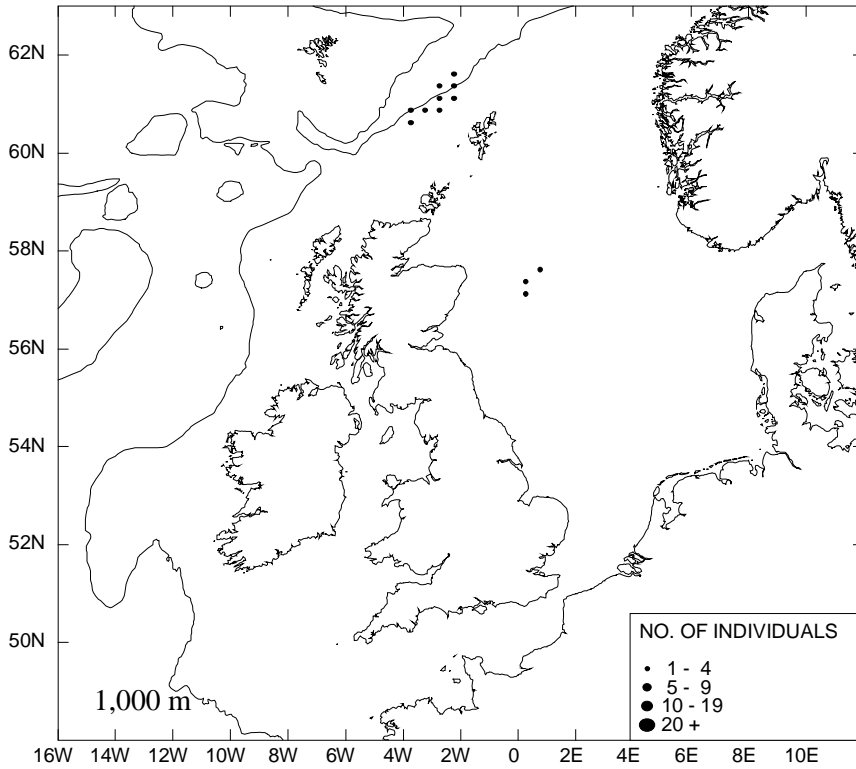 62N
60N
58N
56N
54N
52N
50N
NO. OF INDIVIDUALS
1 - 4
5 - 9
10 - 19
20 +
1,000 m
16W 14W 12W 10W 8W 6W 4W 2W 0 2E 4E 6E 8E 10E